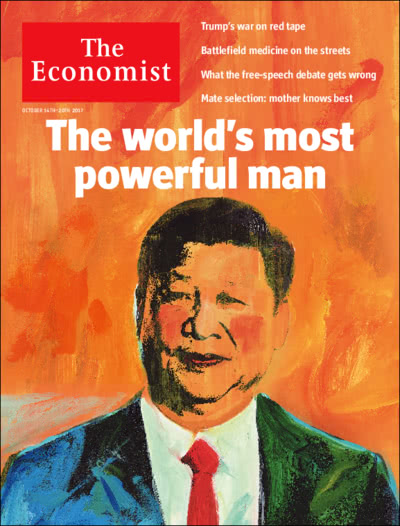 The
Economist
Trump's war on red tape
Battlefield medicine on the streets
What the free-speech debate gets wrong
Mate selection: mother knows best
OCTOBER 14TH–20TH 2017
The world's most
powerful man